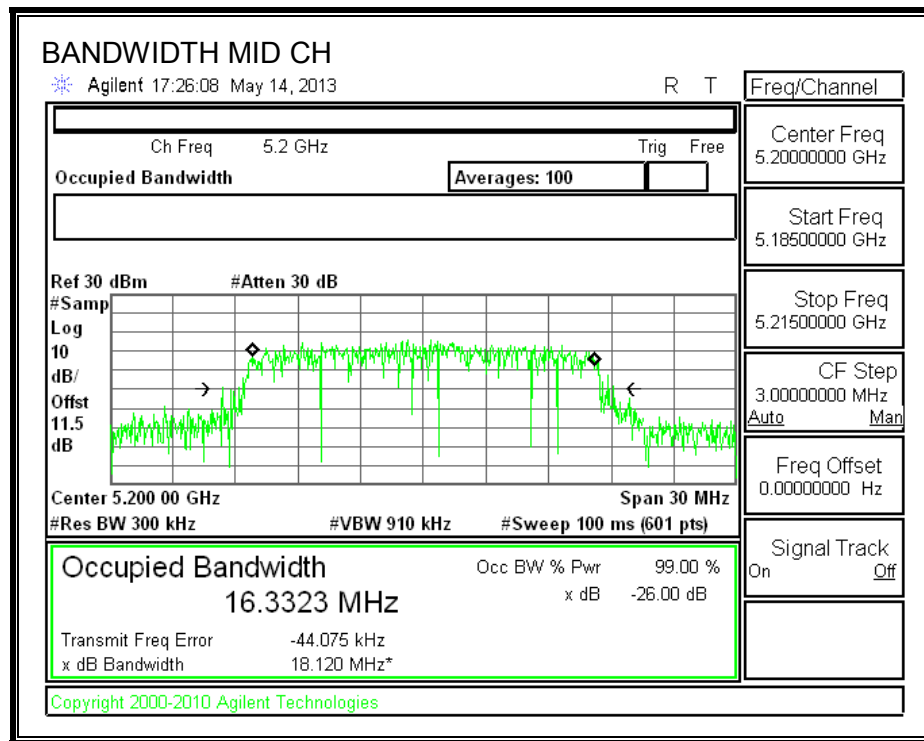 BANDWIDTH MID CH
Agilent 17:26:08 May 14, 2013 R T
Ch Freq 5.2 GHz Trig Free
Occupied Bandwidth Averages: 100
Ref 30 dBm #Atten 30 dB
#Samp
Log
10
dB/
Offst
11.5
dB
Center 5.200 00 GHz Span 30 MHz
#Res BW 300 kHz #VBW 910 kHz #Sweep 100 ms (601 pts)
Occupied Bandwidth Occ BW % Pwr 99.00 %
16.3323 MHz x dB -26.00 dB
Transmit Freq Error -44.075 kHz
x dB Bandwidth 18.120 MHz*
Copyright 2000-2010 Agilent Technologies
Freq/Channel
Center Freq
5.20000000 GHz
Start Freq
5.18500000 GHz
Stop Freq
5.21500000 GHz
CF Step
3.00000000 MHz
Auto Man
Freq Offset
0.00000000 Hz
Signal Track
On Off